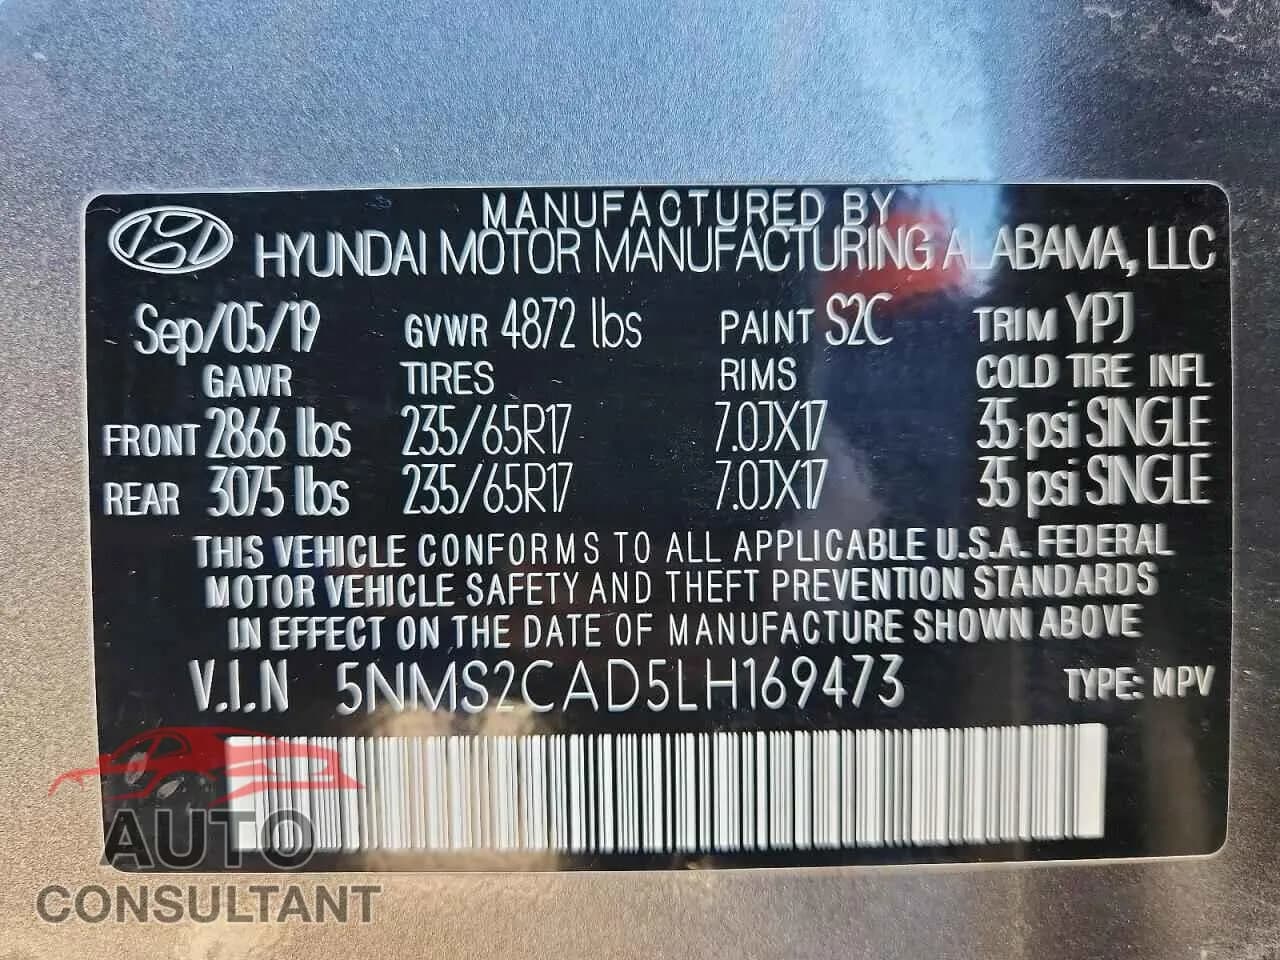 MANUFACTURED BY
HYUNDAI MOTOR MANUFACTURING ALABAMA, LLC
Sep/05/19 GVWR 4872 lbs PAINT S2C TRIM YPJ
GAWR TIRES RIMS COLD TIRE INFL
FRONT 2866 lbs 235/65R17 7.0JX17 35 psi SINGLE
REAR 3075 lbs 235/65R17 7.0JX17 35 psi SINGLE
THIS VEHICLE CONFORMS TO ALL APPLICABLE U.S.A. FEDERAL
MOTOR VEHICLE SAFETY AND THEFT PREVENTION STANDARDS
IN EFFECT ON THE DATE OF MANUFACTURE SHOWN ABOVE
V.I.N 5NMS2CAD5LH169473 TYPE: MPV
AUTO
CONSULTANT